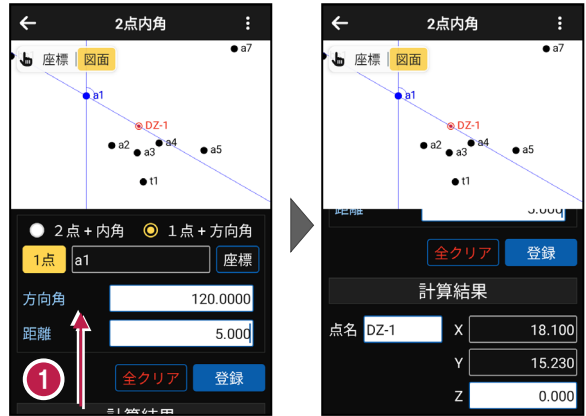 2点内角
座標 図面
a7
a1
DZ-1
a2
a3
a4
a5
t1
2点+内角 1点+方向角
1点 a1 座標
方向角 120.0000
距離 5.000
1
全クリア 登録
計算結果
2点内角
座標 図面
a7
a1
DZ-1
a2
a3
a4
a5
t1
距離 5.000
全クリア 登録
計算結果
点名 DZ-1 X 18.100
Y 15.230
Z 0.000